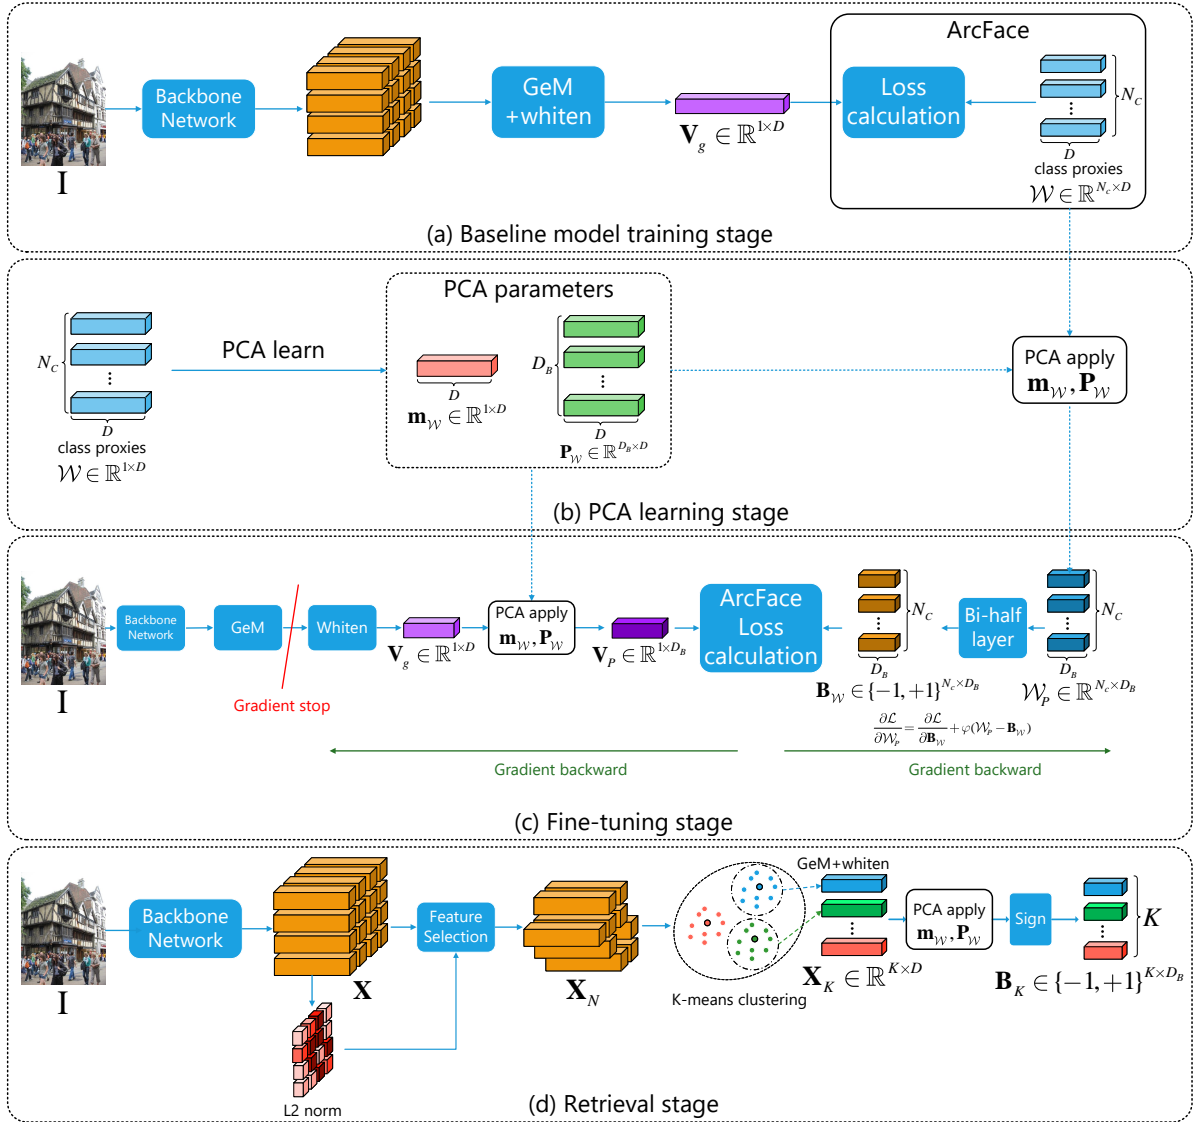 ArcFace
Backbone
Network
GeM
+whiten
Loss
calculation
N_C
I
V_g ∈ ℝ^{1×D}
D
class proxies
𝒲 ∈ ℝ^{N_c×D}
(a) Baseline model training stage
PCA parameters
N_C
PCA learn
D_B
PCA apply
m_𝒲, P_𝒲
D
m_𝒲 ∈ ℝ^{1×D}
D
P_𝒲 ∈ ℝ^{D_B×D}
D
class proxies
𝒲 ∈ ℝ^{1×D}
(b) PCA learning stage
I
Backbone
Network
GeM
Whiten
V_g ∈ ℝ^{1×D}
PCA apply
m_𝒲, P_𝒲
V_P ∈ ℝ^{1×D_B}
ArcFace
Loss
calculation
N_C
Bi-half
layer
N_C
D_B
D_B
B_𝒲 ∈ {-1,+1}^{N_c×D_B}
𝒲_P ∈ ℝ^{N_c×D_B}
Gradient stop
∂ℒ/∂𝒲_P = ∂ℒ/∂B_𝒲 + φ(𝒲_P − B_𝒲)
Gradient backward
Gradient backward
(c) Fine-tuning stage
I
Backbone
Network
X
Feature
Selection
X_N
L2 norm
K-means clustering
GeM+whiten
X_K ∈ ℝ^{K×D}
PCA apply
m_𝒲, P_𝒲
Sign
K
B_K ∈ {-1,+1}^{K×D_B}
(d) Retrieval stage